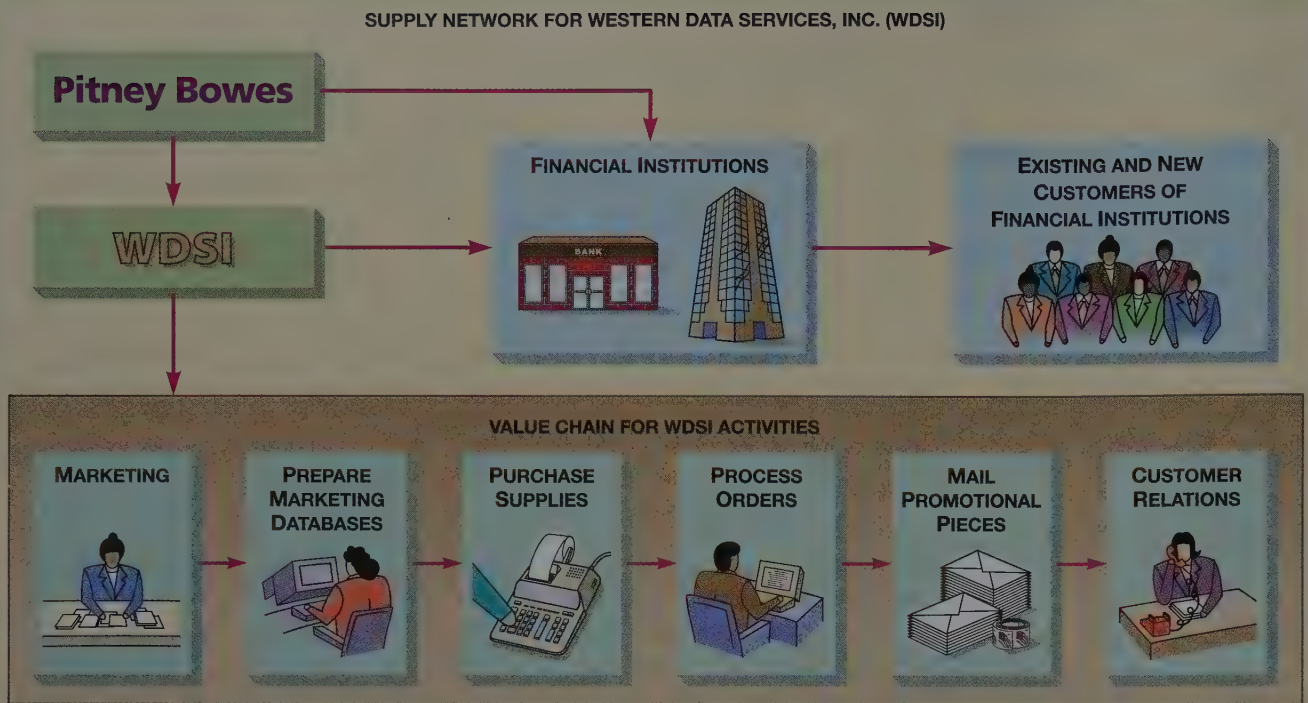 SUPPLY NETWORK FOR WESTERN DATA SERVICES, INC. (WDSI)
Pitney Bowes
WDSI
FINANCIAL INSTITUTIONS
BANK
EXISTING AND NEW
CUSTOMERS OF
FINANCIAL INSTITUTIONS
VALUE CHAIN FOR WDSI ACTIVITIES
MARKETING
PREPARE
MARKETING
DATABASES
PURCHASE
SUPPLIES
PROCESS
ORDERS
MAIL
PROMOTIONAL
PIECES
CUSTOMER
RELATIONS